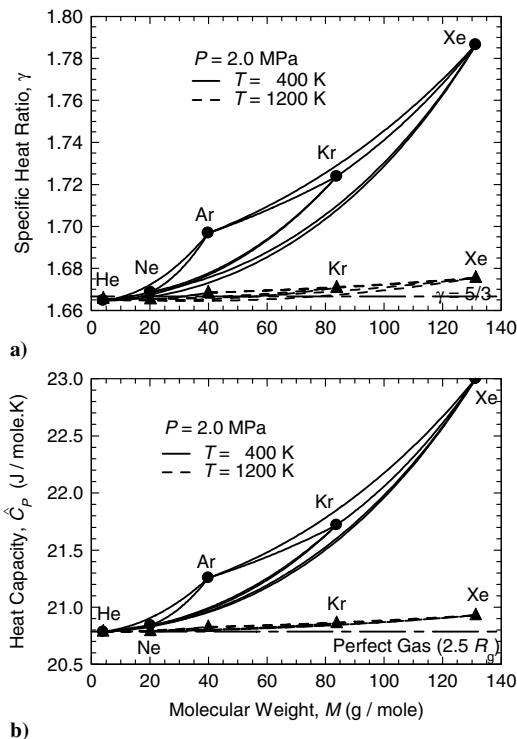 1.80
1.78
1.76
1.74
1.72
1.70
1.68
1.66
Specific Heat Ratio, γ
P = 2.0 MPa
T = 400 K
T = 1200 K
Xe
Kr
Ar
Ne
He
Kr
Xe
γ = 5/3
0 20 40 60 80 100 120 140
a)
23.0
22.5
22.0
21.5
21.0
20.5
Heat Capacity, Ĉ_P (J / mole.K)
P = 2.0 MPa
T = 400 K
T = 1200 K
Xe
Kr
Ar
He
Ne
Kr
Xe
Perfect Gas (2.5 R_g)
0 20 40 60 80 100 120 140
Molecular Weight, M (g / mole)
b)